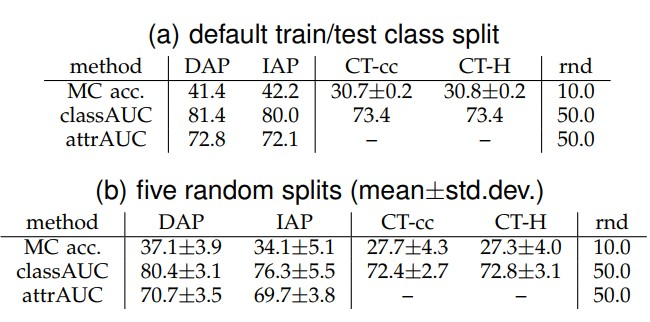 (a) default train/test class split
method DAP IAP CT-cc CT-H rnd
MC acc. 41.4 42.2 30.7±0.2 30.8±0.2 10.0
classAUC 81.4 80.0 73.4 73.4 50.0
attrAUC 72.8 72.1 – – 50.0
(b) five random splits (mean±std.dev.)
method DAP IAP CT-cc CT-H rnd
MC acc. 37.1±3.9 34.1±5.1 27.7±4.3 27.3±4.0 10.0
classAUC 80.4±3.1 76.3±5.5 72.4±2.7 72.8±3.1 50.0
attrAUC 70.7±3.5 69.7±3.8 – – 50.0